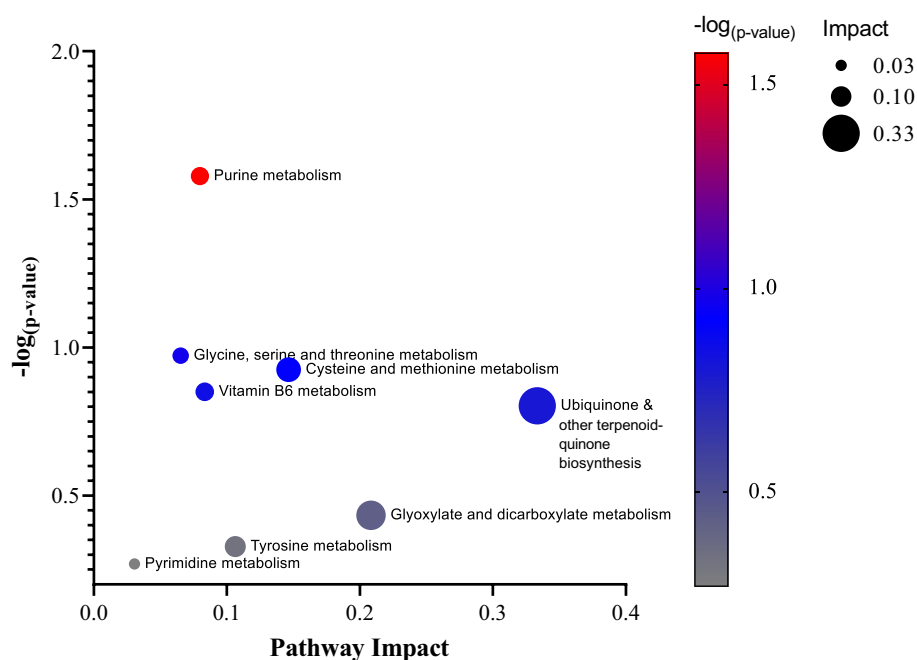 -log(p-value)
Impact
1.5
1.0
0.5
0.03
0.10
0.33
-log(p-value)
2.0
1.5
1.0
0.5
Purine metabolism
Glycine, serine and threonine metabolism
Cysteine and methionine metabolism
Vitamin B6 metabolism
Ubiquinone &
other terpenoid-
quinone
biosynthesis
Glyoxylate and dicarboxylate metabolism
Tyrosine metabolism
Pyrimidine metabolism
0.0
0.1
0.2
0.3
0.4
Pathway Impact